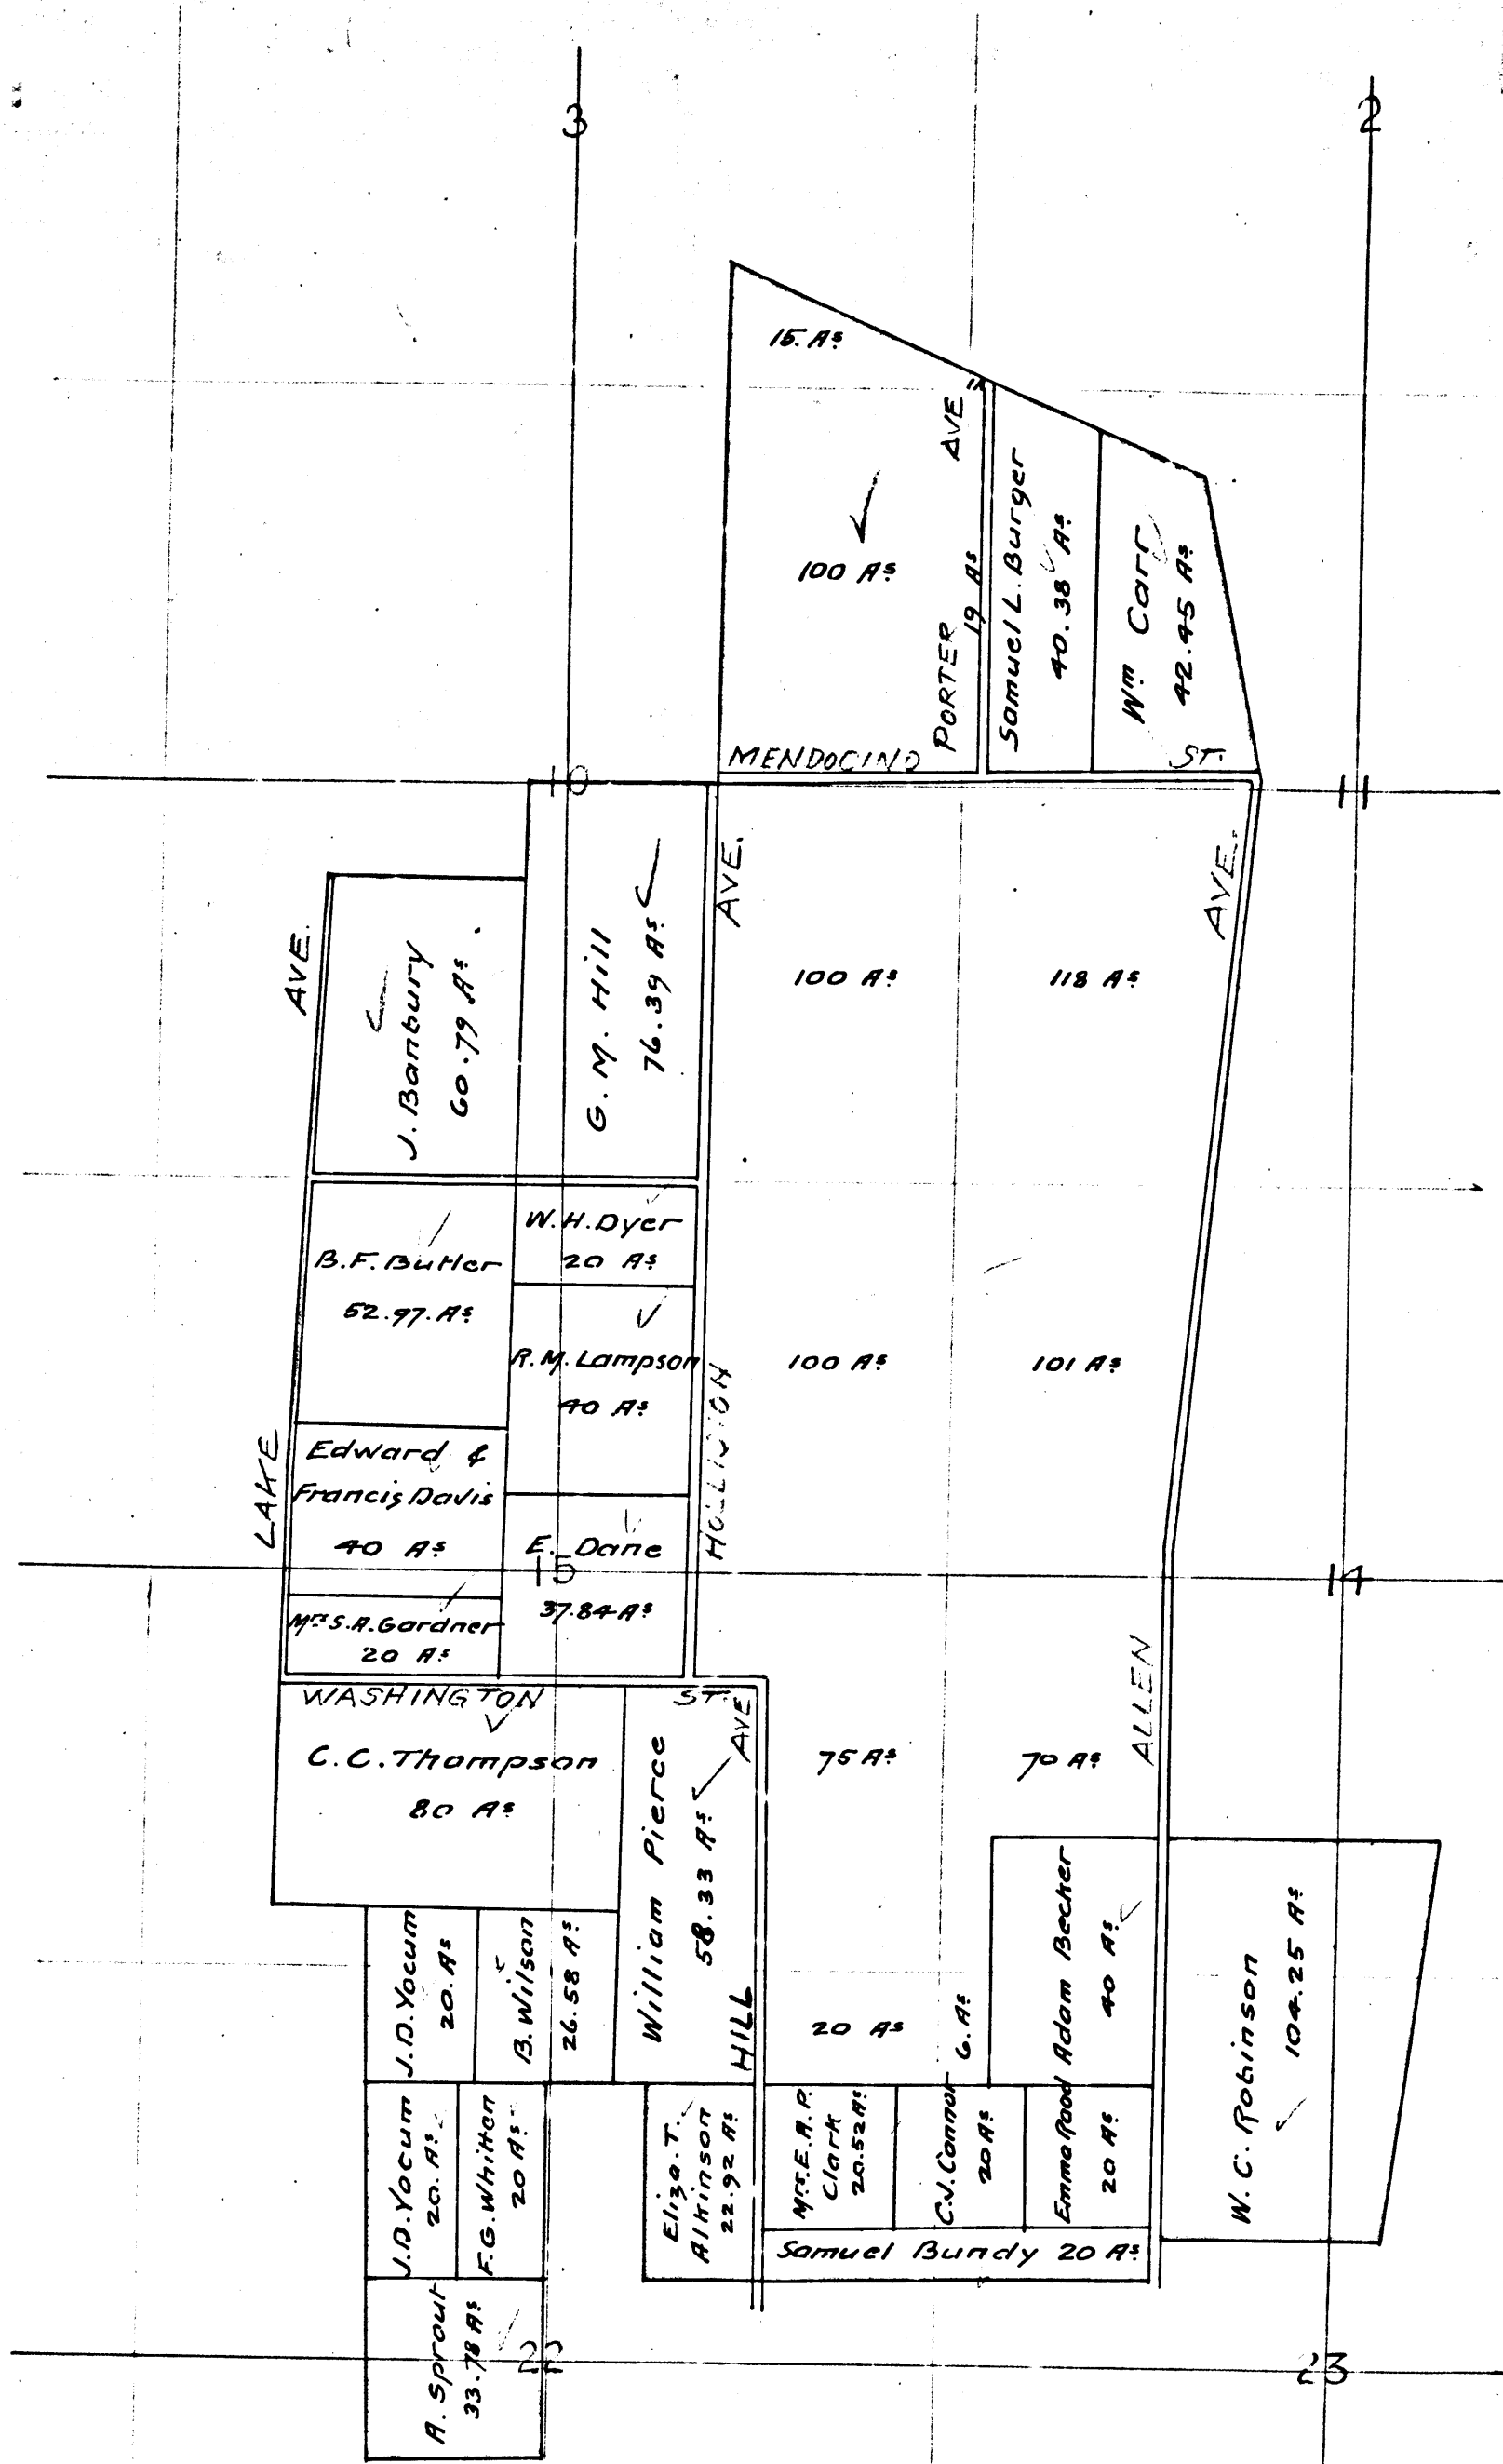 3
2
15. As
AVE
100 As
PORTER
19 As
Samuel L. Burger
40.38 As
Wm Carr
42.45 As
MENDOCINO
ST.
10
11
AVE.
J. Banbury
60.79 As.
G. M. Hill
76.39 As
AVE.
100 As
118 As
AVE.
B.F. Butler
52.97. As
W.H. Dyer
20 As
R.M. Lampson
40 As
100 As
101 As
LAKE
Edward &
Francis Davis
40 As
E. Dane
37.84 As
15
14
Mrs S.A. Gardner
20 As
WASHINGTON
ST.
C.C. Thompson
80 As
William Pierce
58.33 As
AVE
HILL
75 As
70 As
ALLEN
J.D. Yocum
20. As
B. Wilson
26.58 As
20 As
6. As
Adam Becker
40 As
W. C. Robinson
104.25 As
J.D. Yocum
20. As
F.G. Whitten
20 As
Eliza. T.
Atkinson
22.92 As
Mrs. E.A.P.
Clark
20.52 As
C.J. Connor
20 As
Emma Rood
20 As
Samuel Bundy 20 As
A. Sprout
33.78 As
22
23